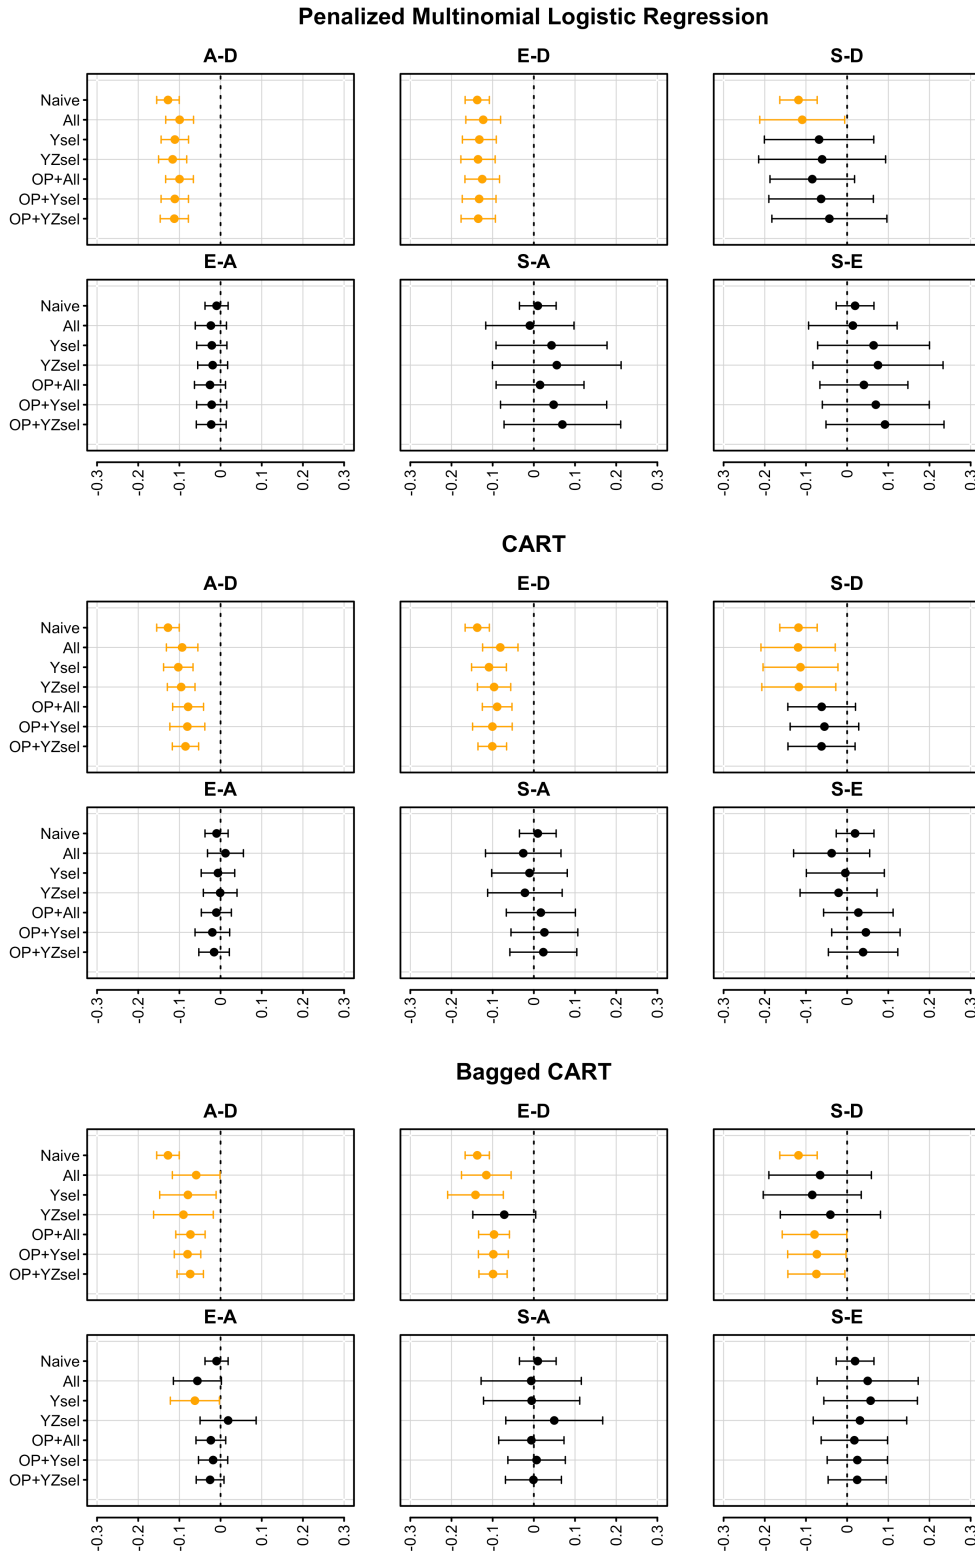 Penalized Multinomial Logistic Regression
A-D E-D S-D
Naive
All
Ysel
YZsel
OP+All
OP+Ysel
OP+YZsel
E-A S-A S-E
Naive
All
Ysel
YZsel
OP+All
OP+Ysel
OP+YZsel
-0.3 -0.2 -0.1 0 0.1 0.2 0.3 -0.3 -0.2 -0.1 0 0.1 0.2 0.3 -0.3 -0.2 -0.1 0 0.1 0.2 0.3
CART
A-D E-D S-D
Naive
All
Ysel
YZsel
OP+All
OP+Ysel
OP+YZsel
E-A S-A S-E
Naive
All
Ysel
YZsel
OP+All
OP+Ysel
OP+YZsel
-0.3 -0.2 -0.1 0 0.1 0.2 0.3 -0.3 -0.2 -0.1 0 0.1 0.2 0.3 -0.3 -0.2 -0.1 0 0.1 0.2 0.3
Bagged CART
A-D E-D S-D
Naive
All
Ysel
YZsel
OP+All
OP+Ysel
OP+YZsel
E-A S-A S-E
Naive
All
Ysel
YZsel
OP+All
OP+Ysel
OP+YZsel
-0.3 -0.2 -0.1 0 0.1 0.2 0.3 -0.3 -0.2 -0.1 0 0.1 0.2 0.3 -0.3 -0.2 -0.1 0 0.1 0.2 0.3